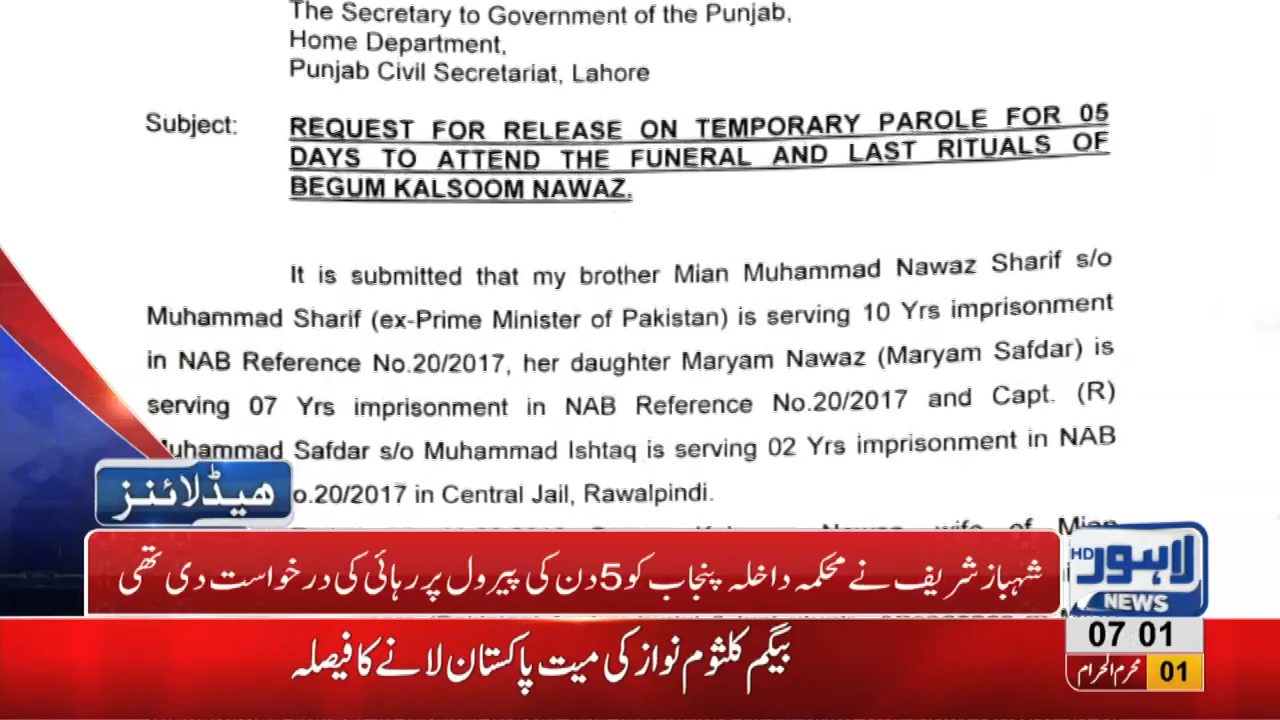 The Secretary to Government of the Punjab,
Home Department,
Punjab Civil Secretariat, Lahore
Subject: REQUEST FOR RELEASE ON TEMPORARY PAROLE FOR 05
DAYS TO ATTEND THE FUNERAL AND LAST RITUALS OF
BEGUM KALSOOM NAWAZ.
It is submitted that my brother Mian Muhammad Nawaz Sharif s/o
Muhammad Sharif (ex-Prime Minister of Pakistan) is serving 10 Yrs imprisonment
in NAB Reference No.20/2017, her daughter Maryam Nawaz (Maryam Safdar) is
serving 07 Yrs imprisonment in NAB Reference No.20/2017 and Capt. (R)
Muhammad Safdar s/o Muhammad Ishtaq is serving 02 Yrs imprisonment in NAB
o.20/2017 in Central Jail, Rawalpindi.
Nawaz, wife of Mian
ھیڈلائنز
شہباز شریف نے محکمہ داخلہ پنجاب کو 5 دن کی پیرول پر رہائی کی درخواست دی تھی
بیگم کلثوم نواز کی میت پاکستان لانے کا فیصلہ
لاہور HD
NEWS
07 01
محرم الحرام 01